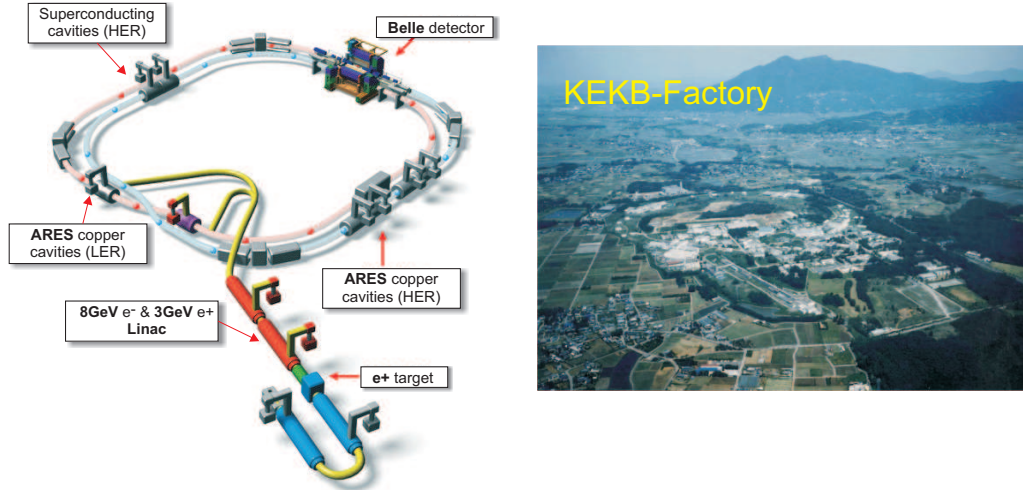 Superconducting
cavities (HER)
Belle detector
KEKB-Factory
ARES copper
cavities (LER)
ARES copper
cavities (HER)
8GeV e⁻ & 3GeV e+
Linac
e+ target